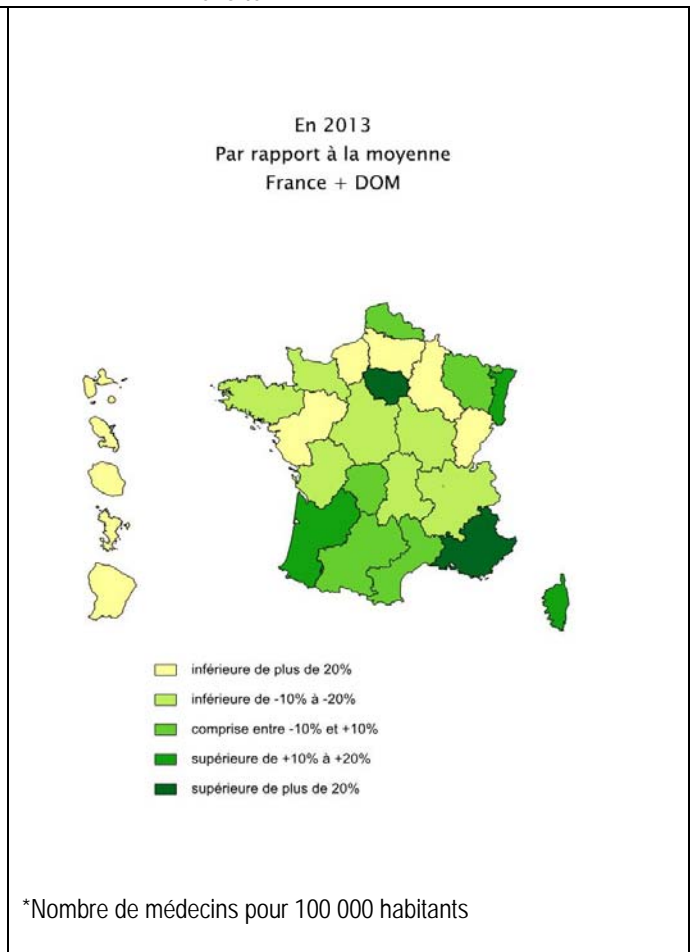 En 2013
Par rapport à la moyenne
France + DOM
inférieure de plus de 20%
inférieure de -10% à -20%
comprise entre -10% et +10%
supérieure de +10% à +20%
supérieure de plus de 20%
*Nombre de médecins pour 100 000 habitants